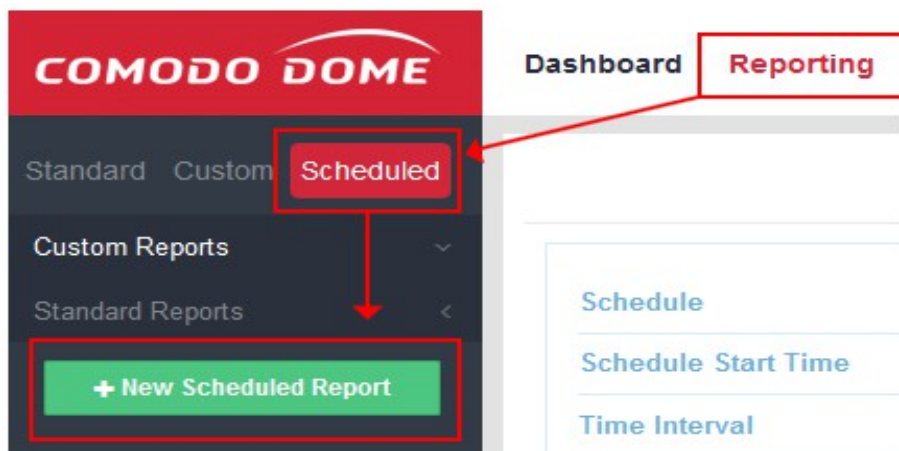 COMODO DOME
Dashboard Reporting
Standard Custom Scheduled
Custom Reports
Standard Reports
+ New Scheduled Report
Schedule
Schedule Start Time
Time Interval